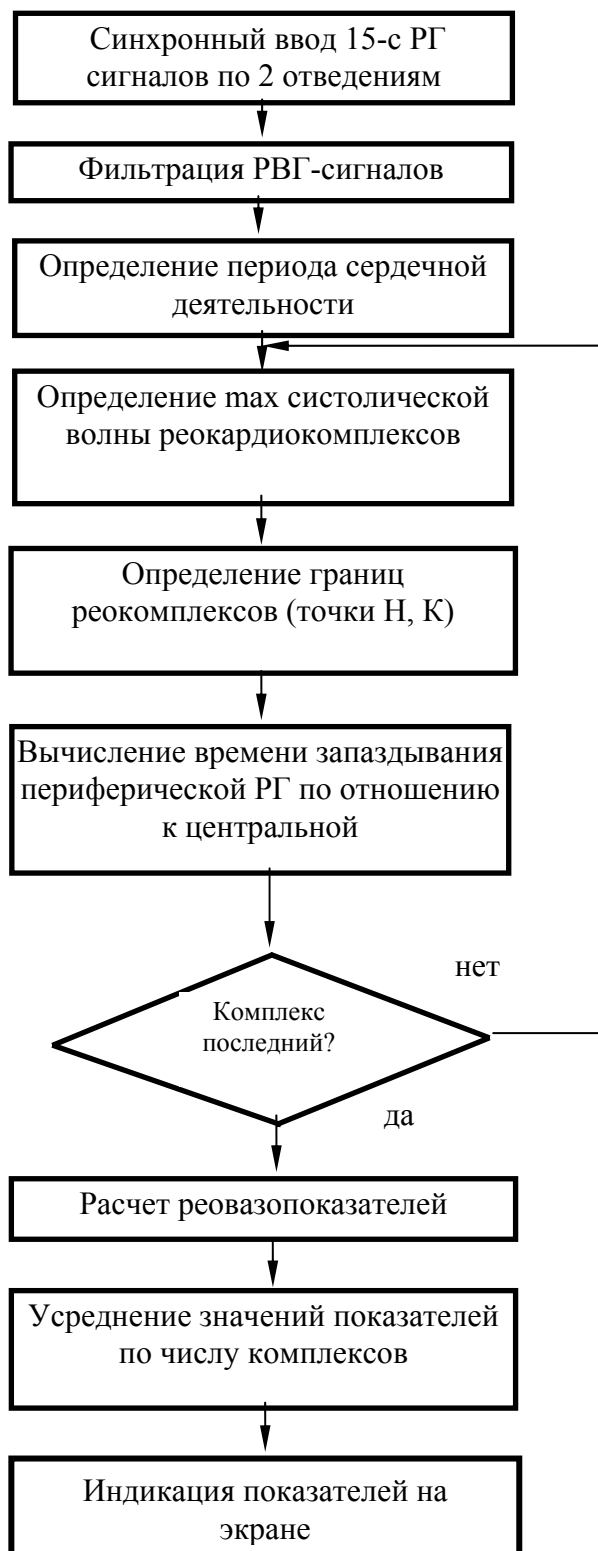 Синхронный ввод 15-с РГ
сигналов по 2 отведениям
Фильтрация РВГ-сигналов
Определение периода сердечной
деятельности
Определение max систолической
волны реокардиокомплексов
Определение границ
реокомплексов (точки Н, К)
Вычисление времени запаздывания
периферической РГ по отношению
к центральной
нет
Комплекс
последний?
да
Расчет реовазопоказателей
Усреднение значений показателей
по числу комплексов
Индикация показателей на
экране